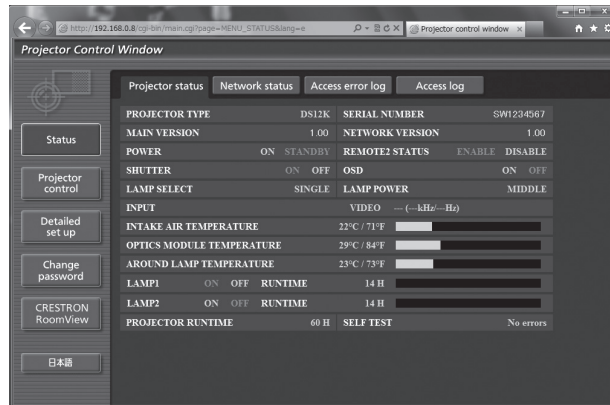 http://192.168.0.8/cgi-bin/main.cgi?page=MENU_STATUS&lang=e
Projector control window
Projector Control Window
Projector status Network status Access error log Access log
Status
Projector control
Detailed set up
Change password
CRESTRON RoomView
日本語
PROJECTOR TYPE DS12K SERIAL NUMBER SW1234567
MAIN VERSION 1.00 NETWORK VERSION 1.00
POWER ON STANDBY REMOTE2 STATUS ENABLE DISABLE
SHUTTER ON OFF OSD ON OFF
LAMP SELECT SINGLE LAMP POWER MIDDLE
INPUT VIDEO --- (---kHz/---Hz)
INTAKE AIR TEMPERATURE 22°C / 71°F
OPTICS MODULE TEMPERATURE 29°C / 84°F
AROUND LAMP TEMPERATURE 23°C / 73°F
LAMP1 ON OFF RUNTIME 14 H
LAMP2 ON OFF RUNTIME 14 H
PROJECTOR RUNTIME 60 H SELF TEST No errors